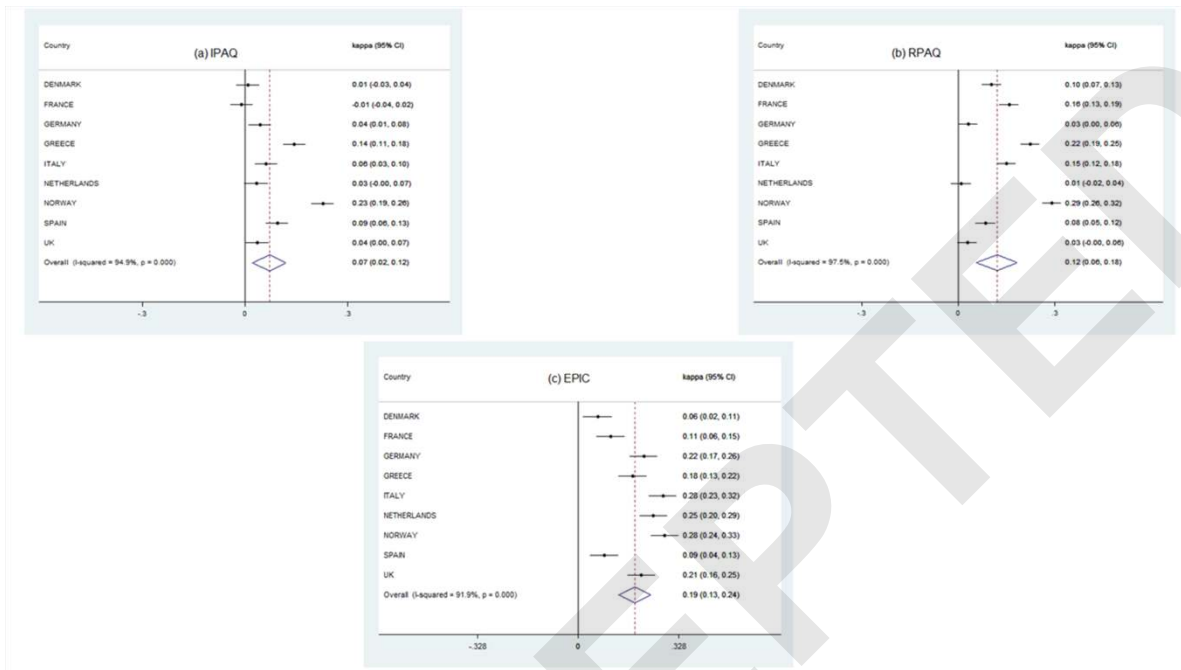 Country (a) IPAQ kappa (95% CI)
DENMARK 0.01 (-0.03, 0.04)
FRANCE -0.01 (-0.04, 0.02)
GERMANY 0.04 (0.01, 0.08)
GREECE 0.14 (0.11, 0.18)
ITALY 0.06 (0.03, 0.10)
NETHERLANDS 0.03 (-0.00, 0.07)
NORWAY 0.23 (0.19, 0.26)
SPAIN 0.09 (0.06, 0.13)
UK 0.04 (0.00, 0.07)
Overall (I-squared = 94.9%, p = 0.000) 0.07 (0.02, 0.12)
-.3 0 .3
Country (b) RPAQ kappa (95% CI)
DENMARK 0.10 (0.07, 0.13)
FRANCE 0.16 (0.13, 0.19)
GERMANY 0.03 (0.00, 0.06)
GREECE 0.22 (0.19, 0.25)
ITALY 0.15 (0.12, 0.18)
NETHERLANDS 0.01 (-0.02, 0.04)
NORWAY 0.29 (0.26, 0.32)
SPAIN 0.08 (0.05, 0.12)
UK 0.03 (-0.00, 0.06)
Overall (I-squared = 97.5%, p = 0.000) 0.12 (0.06, 0.18)
-.3 0 .3
Country (c) EPIC kappa (95% CI)
DENMARK 0.06 (0.02, 0.11)
FRANCE 0.11 (0.06, 0.15)
GERMANY 0.22 (0.17, 0.26)
GREECE 0.18 (0.13, 0.22)
ITALY 0.28 (0.23, 0.32)
NETHERLANDS 0.25 (0.20, 0.29)
NORWAY 0.28 (0.24, 0.33)
SPAIN 0.09 (0.04, 0.13)
UK 0.21 (0.16, 0.25)
Overall (I-squared = 91.9%, p = 0.000) 0.19 (0.13, 0.24)
-.328 0 .328
EPTED